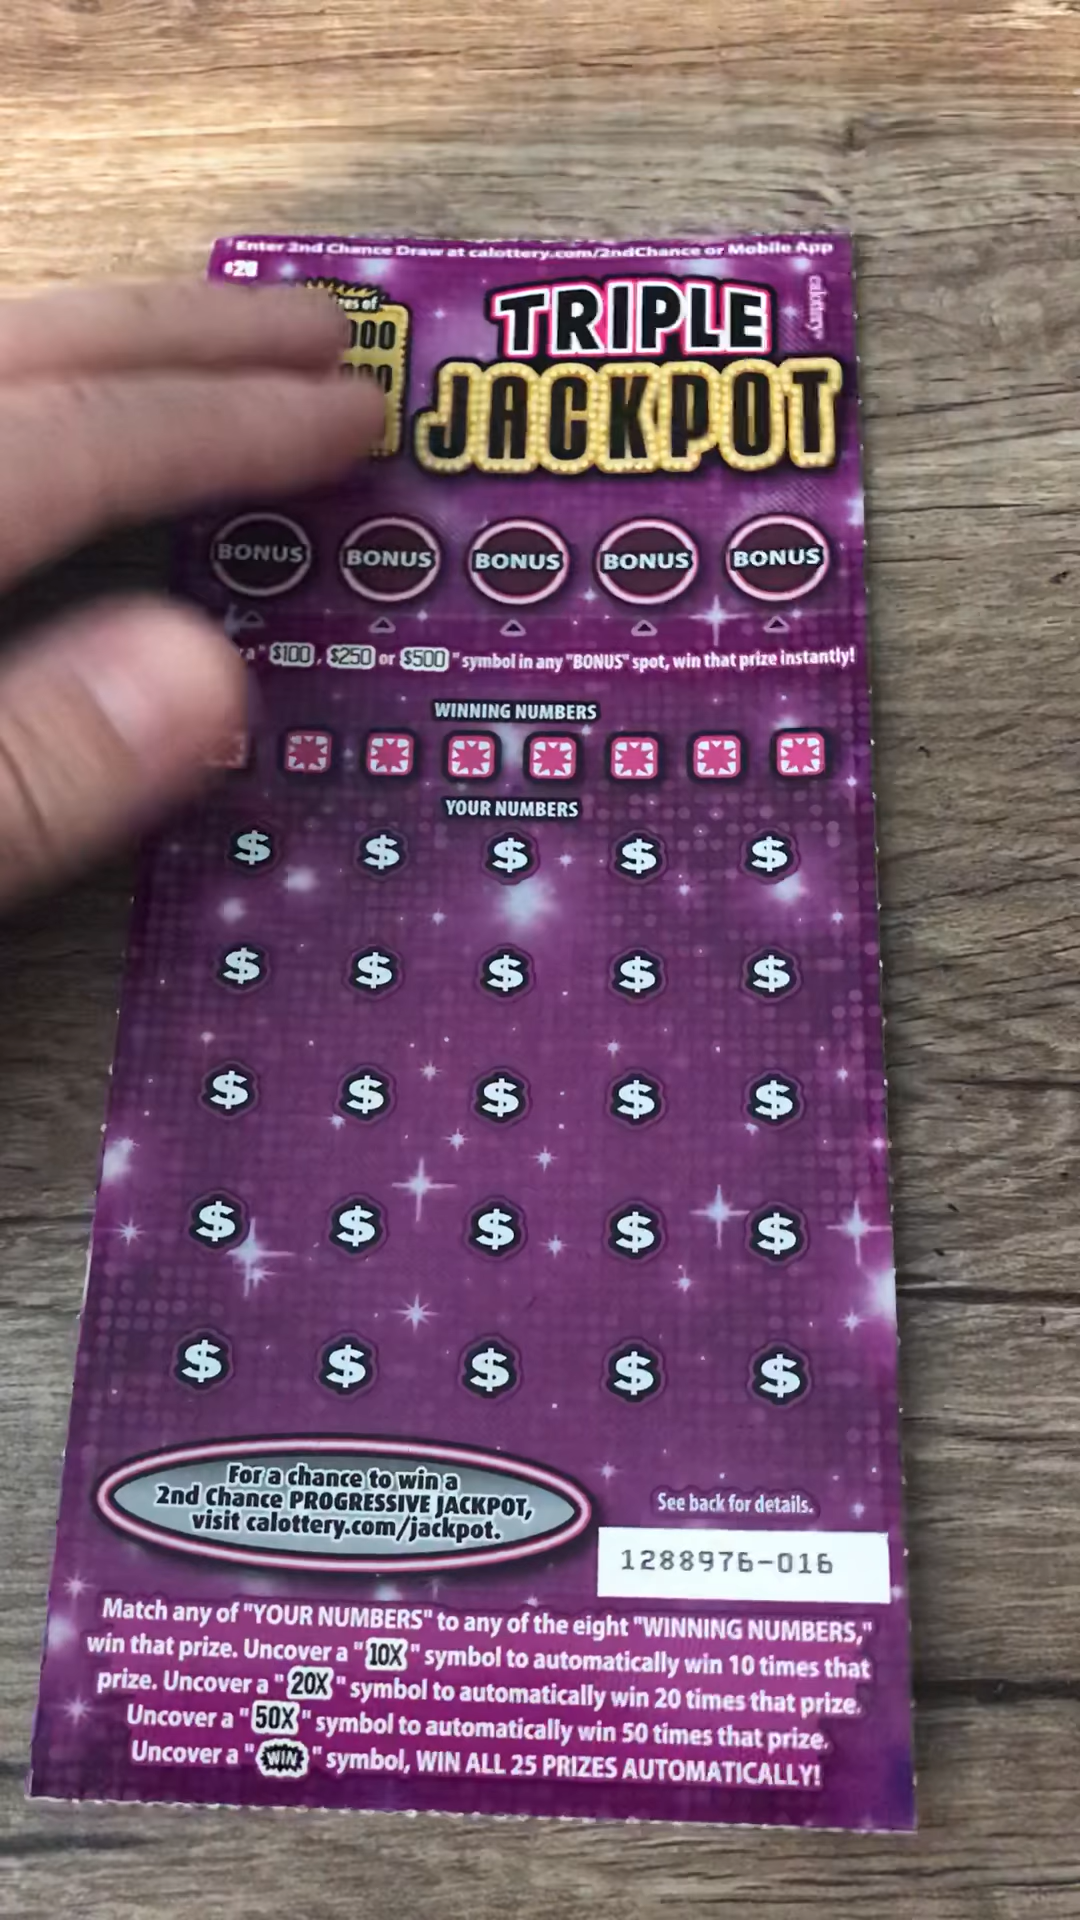 Enter 2nd Chance Draw at calottery.com/2ndChance or Mobile App
$20
calottery
of
TRIPLE
JACKPOT
BONUS BONUS BONUS BONUS BONUS
a "$100, $250 or $500" symbol in any "BONUS" spot, win that prize instantly!
WINNING NUMBERS
YOUR NUMBERS
$ $ $ $ $
$ $ $ $ $
$ $ $ $ $
$ $ $ $ $
$ $ $ $ $
For a chance to win a
2nd Chance PROGRESSIVE JACKPOT,
visit calottery.com/jackpot.
See back for details.
1288976-016
Match any of "YOUR NUMBERS" to any of the eight "WINNING NUMBERS,"
win that prize. Uncover a "10X" symbol to automatically win 10 times that
prize. Uncover a "20X" symbol to automatically win 20 times that prize.
Uncover a "50X" symbol to automatically win 50 times that prize.
Uncover a "WIN" symbol, WIN ALL 25 PRIZES AUTOMATICALLY!